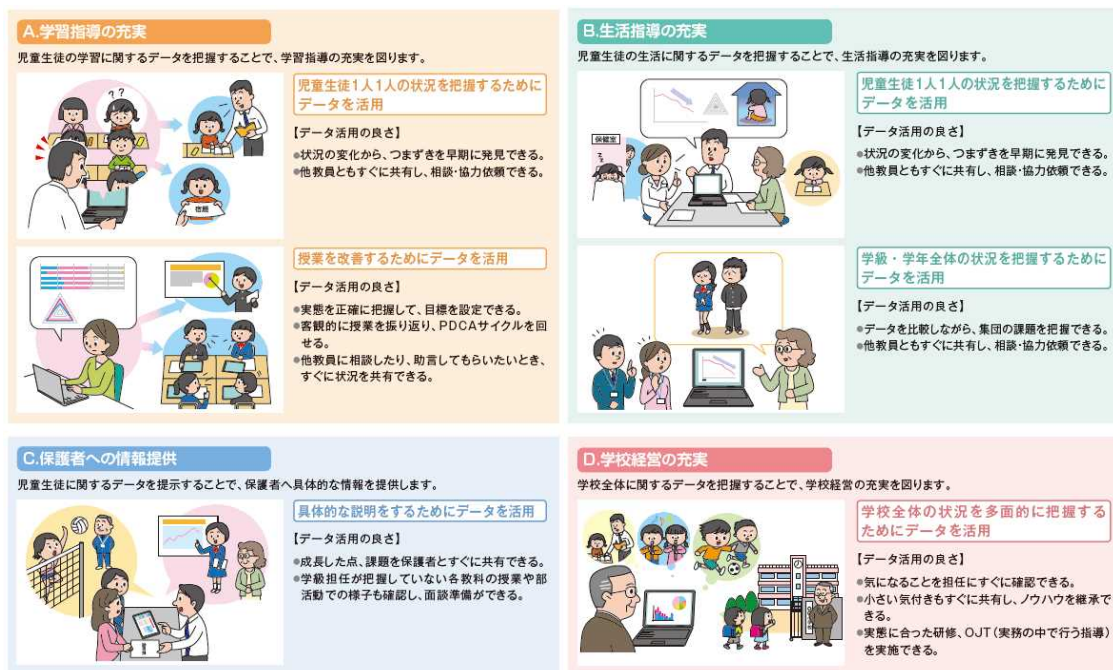 A.学習指導の充実
児童生徒の学習に関するデータを把握することで、学習指導の充実を図ります。
??
宿題
児童生徒1人1人の状況を把握するために
データを活用
【データ活用の良さ】
●状況の変化から、つまずきを早期に発見できる。
●他教員ともすぐに共有し、相談・協力依頼できる。
授業を改善するためにデータを活用
【データ活用の良さ】
●実態を正確に把握して、目標を設定できる。
●客観的に授業を振り返り、PDCAサイクルを回
せる。
●他教員に相談したり、助言してもらいたいとき、
すぐに状況を共有できる。
B.生活指導の充実
児童生徒の生活に関するデータを把握することで、生活指導の充実を図ります。
保健室
児童生徒1人1人の状況を把握するために
データを活用
【データ活用の良さ】
●状況の変化から、つまずきを早期に発見できる。
●他教員ともすぐに共有し、相談・協力依頼できる。
学級・学年全体の状況を把握するために
データを活用
【データ活用の良さ】
●データを比較しながら、集団の課題を把握できる。
●他教員ともすぐに共有し、相談・協力依頼できる。
C.保護者への情報提供
児童生徒に関するデータを提示することで、保護者へ具体的な情報を提供します。
具体的な説明をするためにデータを活用
【データ活用の良さ】
●成長した点、課題を保護者とすぐに共有できる。
●学級担任が把握していない各教科の授業や部
活動での様子も確認し、面談準備ができる。
D.学校経営の充実
学校全体に関するデータを把握することで、学校経営の充実を図ります。
学校全体の状況を多面的に把握する
ためにデータを活用
【データ活用の良さ】
●気になることを担任にすぐに確認できる。
●小さい気付きもすぐに共有し、ノウハウを継承で
きる。
●実態に合った研修、OJT(実務の中で行う指導)
を実施できる。